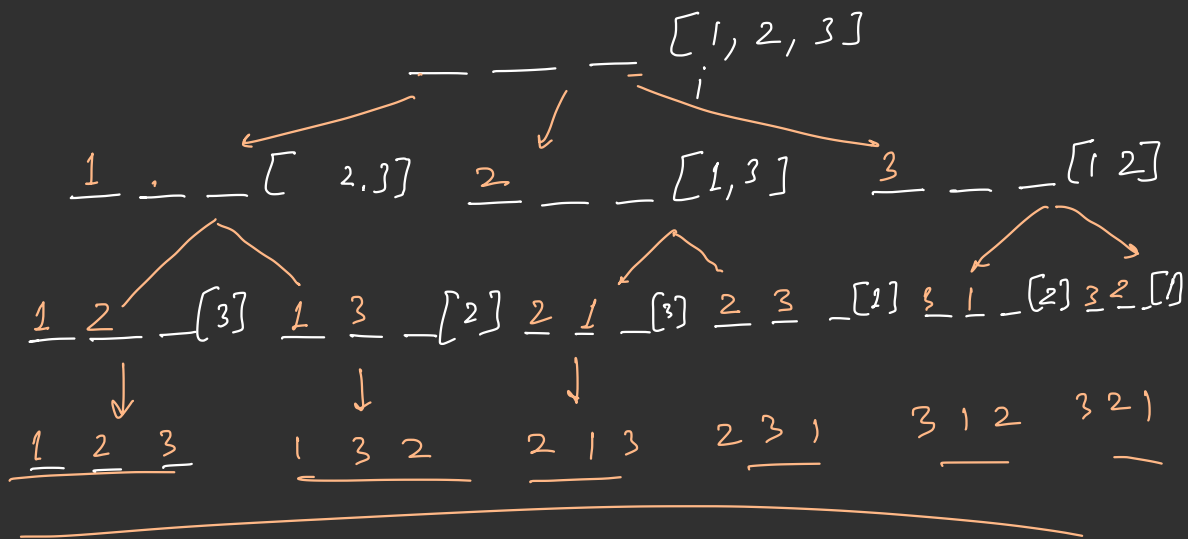 _ _ _ [1, 2, 3]
i
1 . _ [ 2.3] 2 _ _ [1,3] 3 _ _ [1 2]
1 2 _ [3] 1 3 _ [2] 2 1 _ [3] 2 3 _ [1] 3 1 _ [2] 3 2 _ [1]
1 2 3 1 3 2 2 1 3 2 3 1 3 1 2 3 2 1